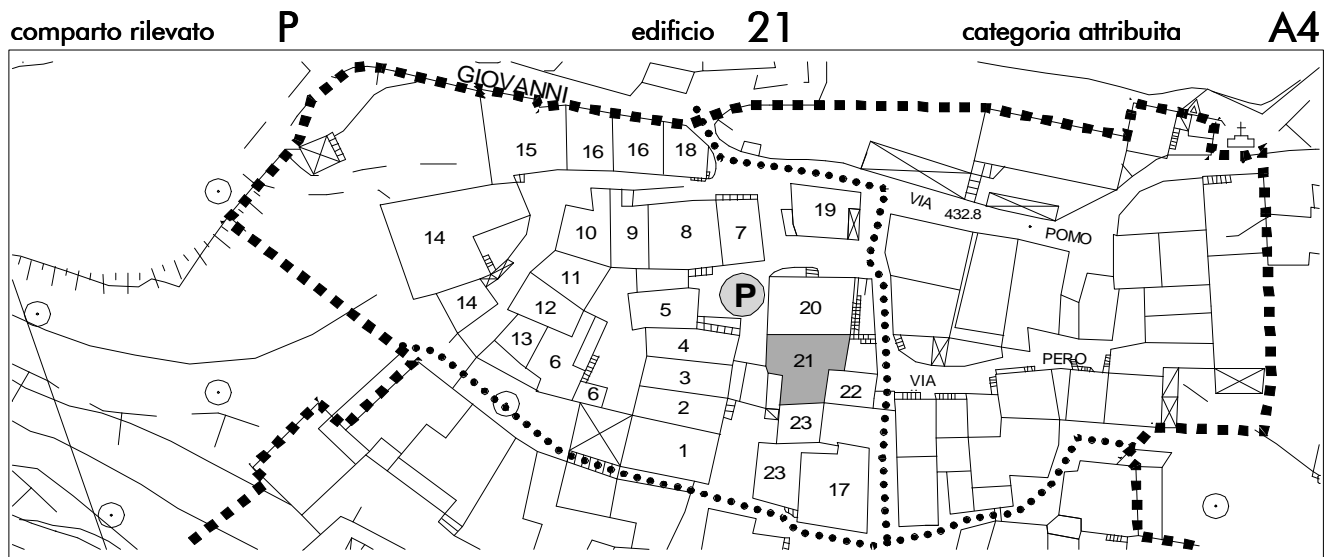 comparto rilevato P edificio 21 categoria attribuita A4
GIOVANNI
15 16 16 18
19
VIA 432.8 POMO
14 10 9 8 7
11
P
14 12 5 20
13 6 4 21
PERO
3
6 22 VIA
2 23
1 23 17